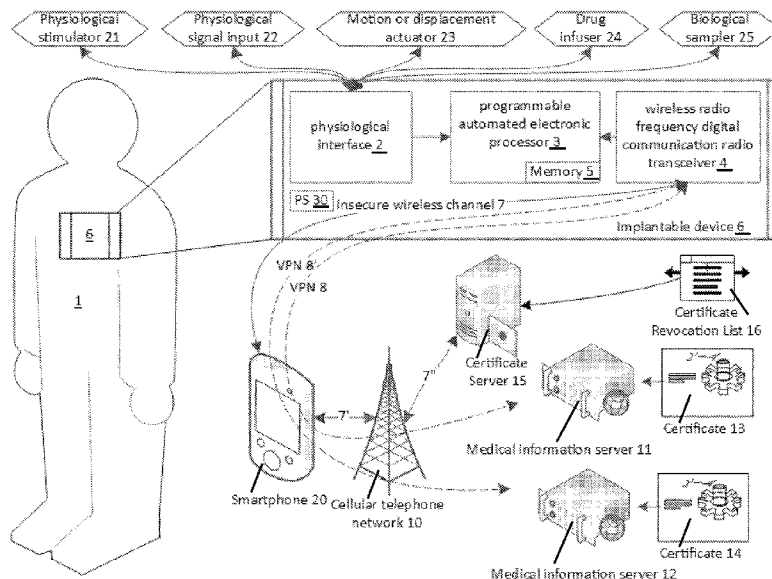 Physiological
stimulator 21
Physiological
signal input 22
Motion or displacement
actuator 23
Drug
infuser 24
Biological
sampler 25
physiological
interface 2
programmable
automated electronic
processor 3
Memory 5
wireless radio
frequency digital
communication radio
transceiver 4
PS 30
Insecure wireless channel 7
Implantable device 6
6
1
VPN 8
VPN 8
Certificate
Server 15
Certificate
Revocation List 16
7'
7"
Smartphone 20
Cellular telephone
network 10
Medical information server 11
Certificate 13
Medical information server 12
Certificate 14